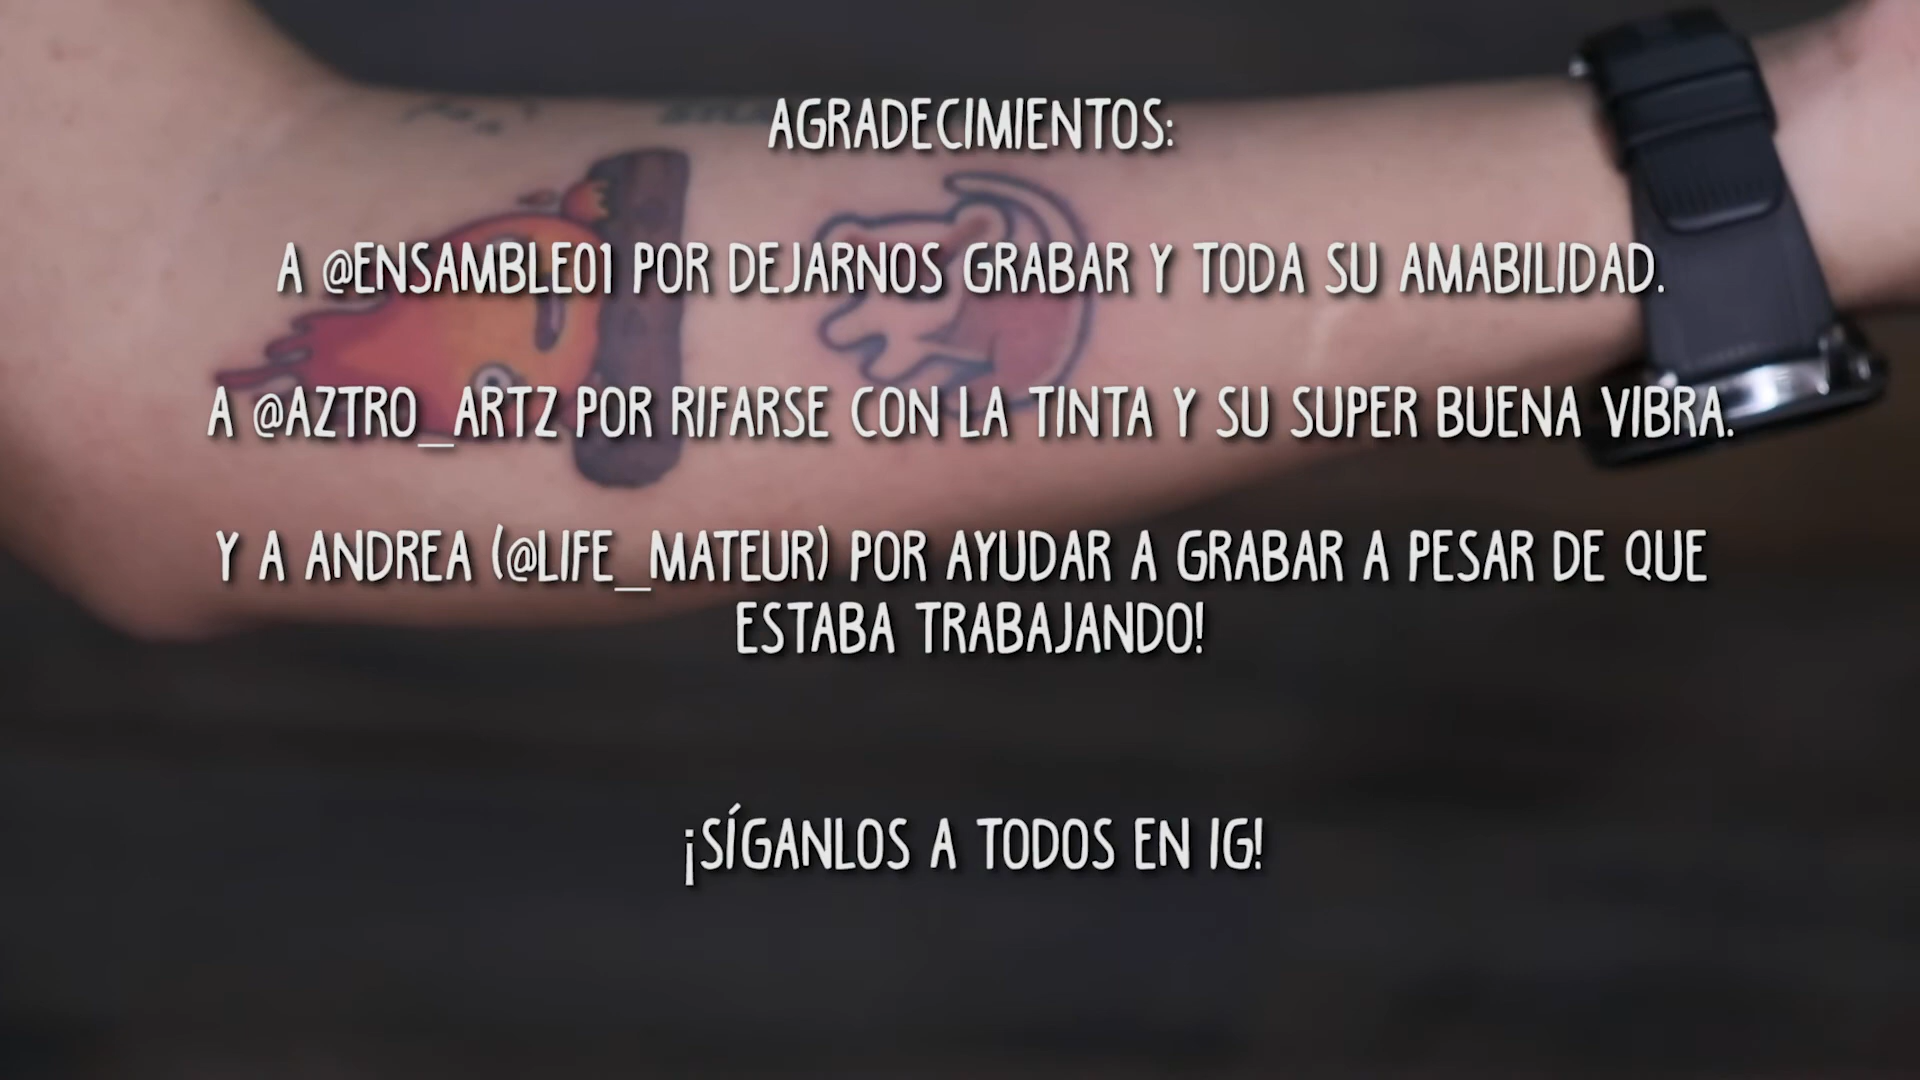 AGRADECIMIENTOS:
A @ENSAMBLE01 POR DEJARNOS GRABAR Y TODA SU AMABILIDAD.
A @AZTRO_ARTZ POR RIFARSE CON LA TINTA Y SU SUPER BUENA VIBRA.
Y A ANDREA (@LIFE_MATEUR) POR AYUDAR A GRABAR A PESAR DE QUE
ESTABA TRABAJANDO!
¡SÍGANLOS A TODOS EN IG!